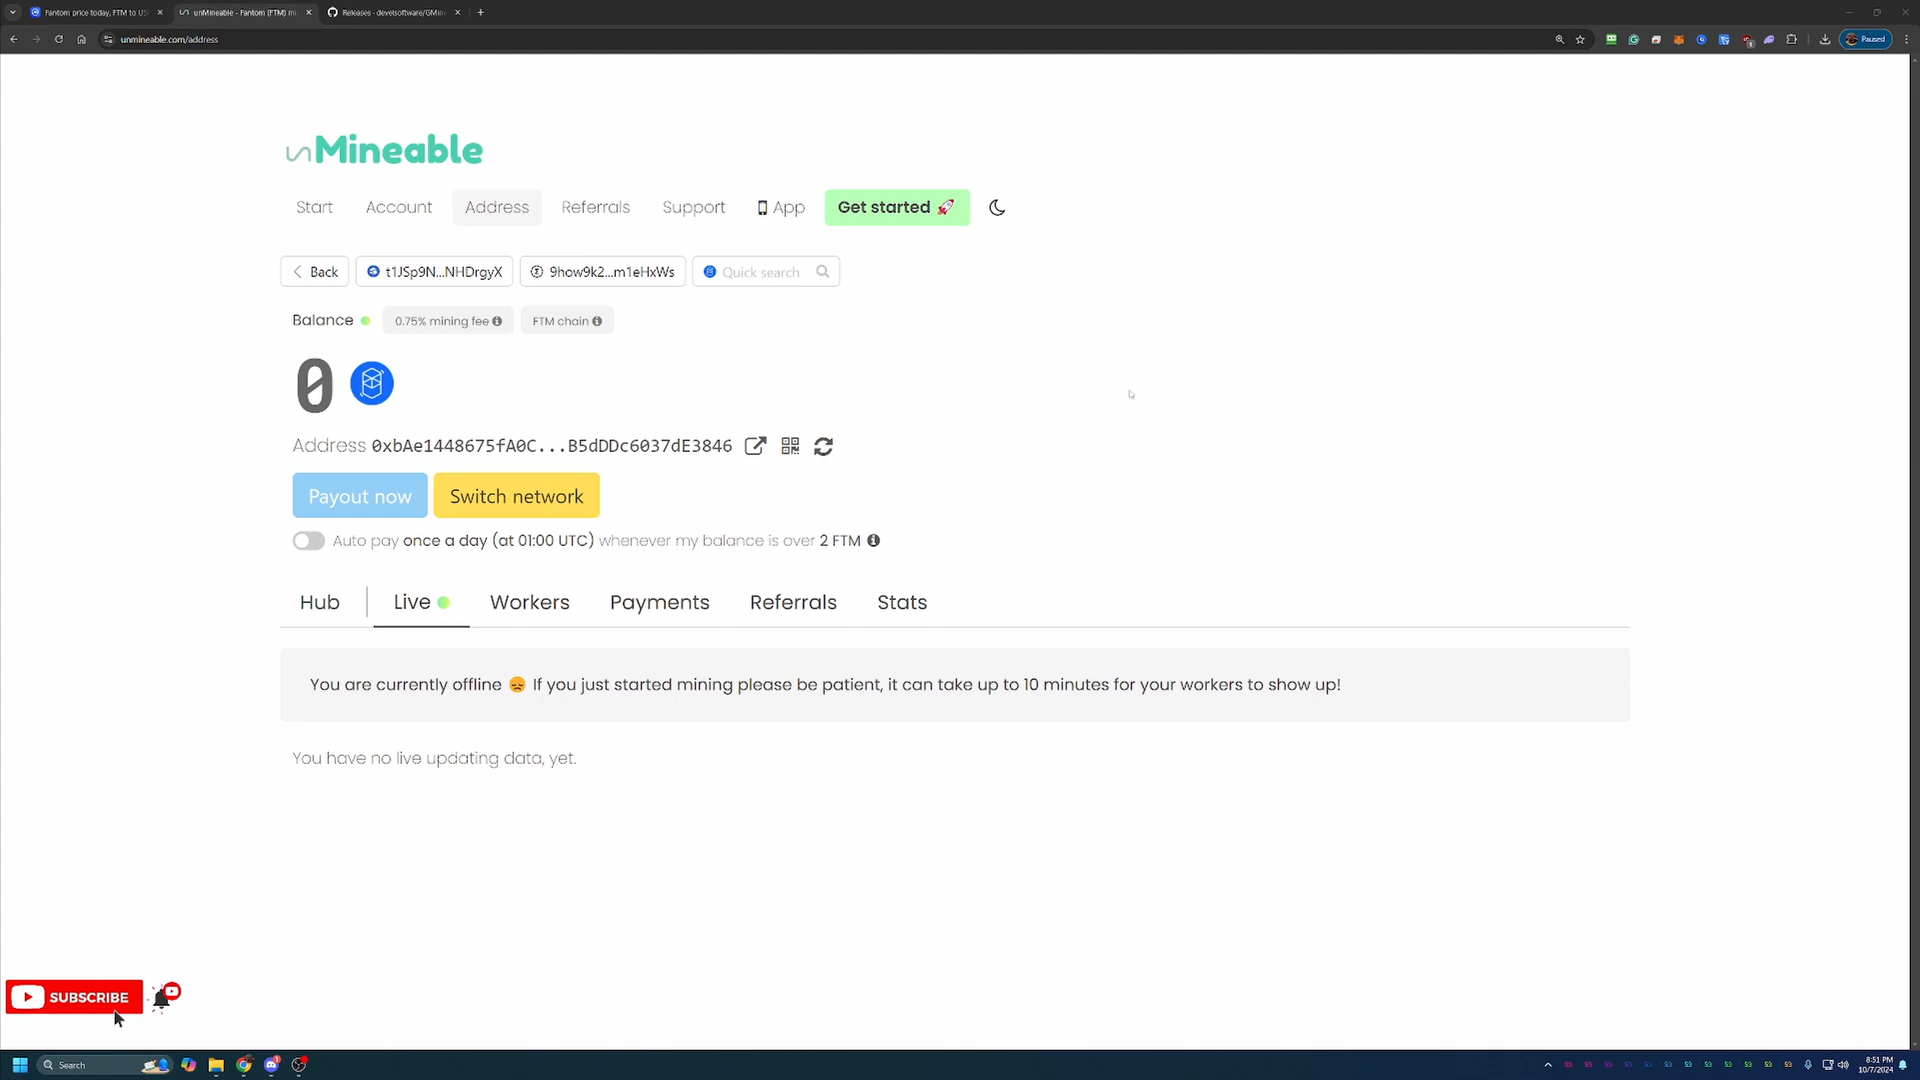 Fantom price today, FTM to US
unMineable - Fantom (FTM) mi
Releases · develsoftware/GMine
unmineable.com/address
Paused
unMineable
Start
Account
Address
Referrals
Support
App
Get started 🚀
Back
t1JSp9N...NHDrgyX
9how9k2...m1eHxWs
Quick search
Balance
0.75% mining fee
FTM chain
0
Address 0xbAe1448675fA0C...B5dDDc6037dE3846
Payout now
Switch network
Auto pay once a day (at 01:00 UTC) whenever my balance is over 2 FTM
Hub
Live
Workers
Payments
Referrals
Stats
You are currently offline 😞 If you just started mining please be patient, it can take up to 10 minutes for your workers to show up!
You have no live updating data, yet.
SUBSCRIBE
Search
8:51 PM
10/7/2024